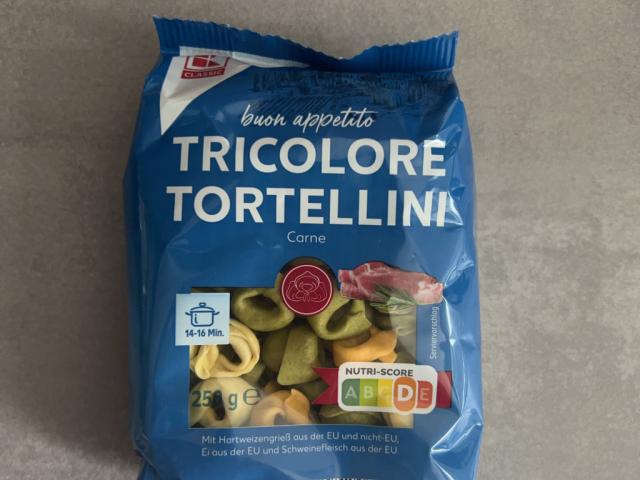 K
CLASSIC
buon appetito
TRICOLORE
TORTELLINI
Carne
14-16 Min.
Serviervorschlag
NUTRI-SCORE
A B C D E
250 g e
Mit Hartweizengrieß aus der EU und nicht-EU,
Ei aus der EU und Schweinefleisch aus der EU